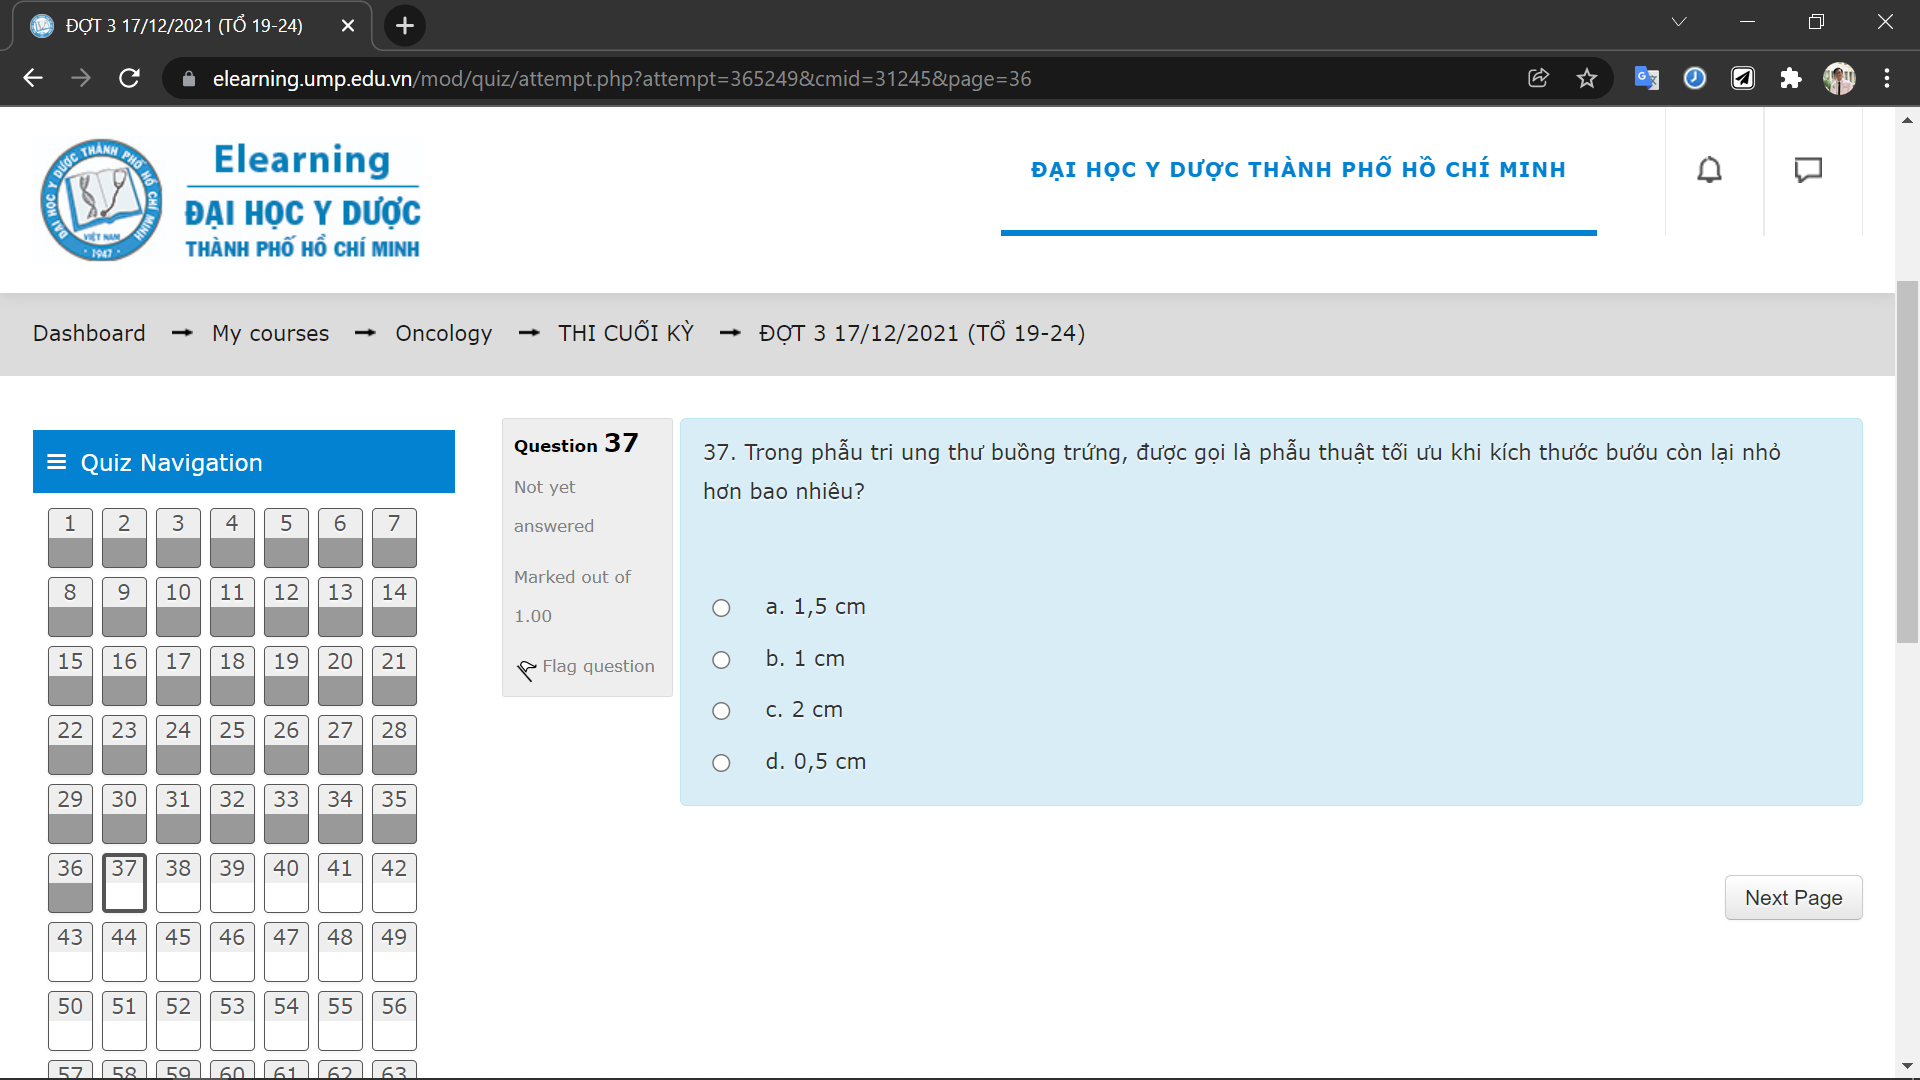 ĐỢT 3 17/12/2021 (TỔ 19-24)
elearning.ump.edu.vn/mod/quiz/attempt.php?attempt=365249&cmid=31245&page=36
ĐẠI HỌC Y DƯỢC THÀNH PHỐ HỒ CHÍ MINH
VIỆT NAM
1947
Elearning
ĐẠI HỌC Y DƯỢC
THÀNH PHỐ HỒ CHÍ MINH
ĐẠI HỌC Y DƯỢC THÀNH PHỐ HỒ CHÍ MINH
Dashboard → My courses → Oncology → THI CUỐI KỲ → ĐỢT 3 17/12/2021 (TỔ 19-24)
Quiz Navigation
1 2 3 4 5 6 7
8 9 10 11 12 13 14
15 16 17 18 19 20 21
22 23 24 25 26 27 28
29 30 31 32 33 34 35
36 37 38 39 40 41 42
43 44 45 46 47 48 49
50 51 52 53 54 55 56
57 58 59 60 61 62 63
Question 37
Not yet
answered
Marked out of
1.00
Flag question
37. Trong phẫu tri ung thư buồng trứng, được gọi là phẫu thuật tối ưu khi kích thước bướu còn lại nhỏ
hơn bao nhiêu?
a. 1,5 cm
b. 1 cm
c. 2 cm
d. 0,5 cm
Next Page